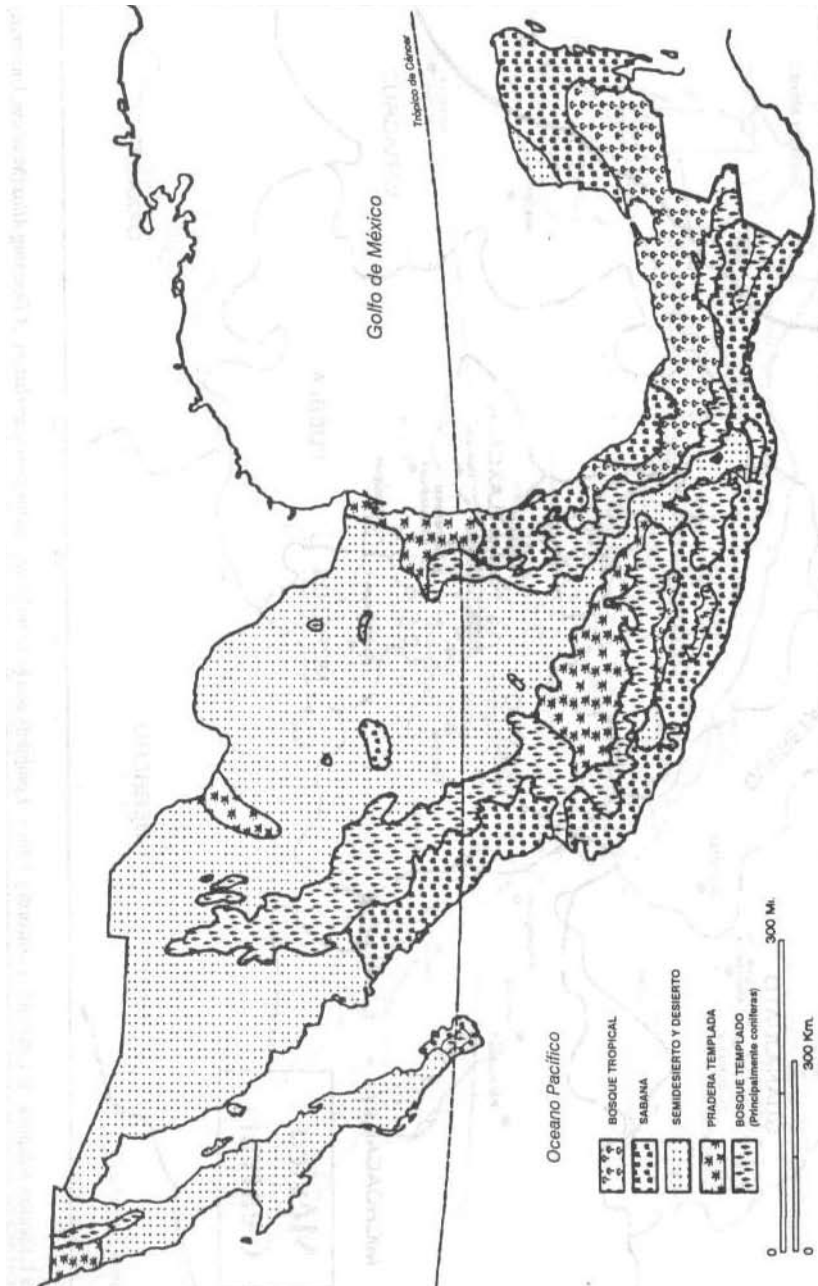 Trópico de Cáncer
Golfo de México
Oceano Pacífico
BOSQUE TROPICAL
SABANA
SEMIDESIERTO Y DESIERTO
PRADERA TEMPLADA
BOSQUE TEMPLADO
(Principalmente coníferas)
0 300 Mi.
0 300 Km.